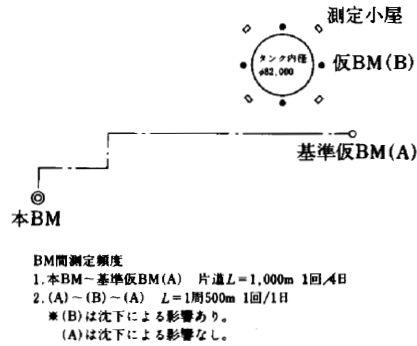 測定小屋
タンク内径
φ82,000
仮BM(B)
基準仮BM(A)
本BM
BM間測定頻度
1.本BM~基準仮BM(A) 片道L=1,000m 1回/4日
2.(A)~(B)~(A) L=1周500m 1回/1日
※(B)は沈下による影響あり。
(A)は沈下による影響なし。